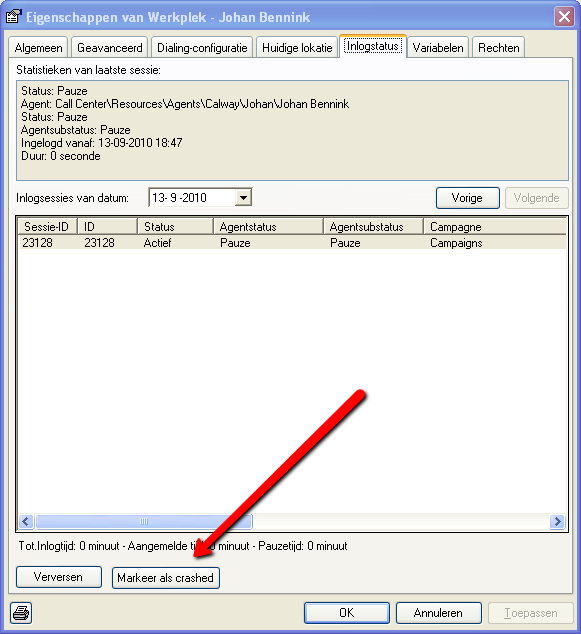 Eigenschappen van Werkplek - Johan Bennink
Algemeen Geavanceerd Dialing-configuratie Huidige lokatie Inlogstatus Variabelen Rechten
Statistieken van laatste sessie:
Status: Pauze
Agent: Call Center\Resources\Agents\Calway\Johan\Johan Bennink
Status: Pauze
Agentsubstatus: Pauze
Ingelogd vanaf: 13-09-2010 18:47
Duur: 0 seconde
Inlogsessies van datum: 13- 9 -2010 Vorige Volgende
Sessie-ID ID Status Agentstatus Agentsubstatus Campagne
23128 23128 Actief Pauze Pauze Campaigns
Tot.Inlogtijd: 0 minuut - Aangemelde minuut - Pauzetijd: 0 minuut
Verversen Markeer als crashed
OK Annuleren Toepassen